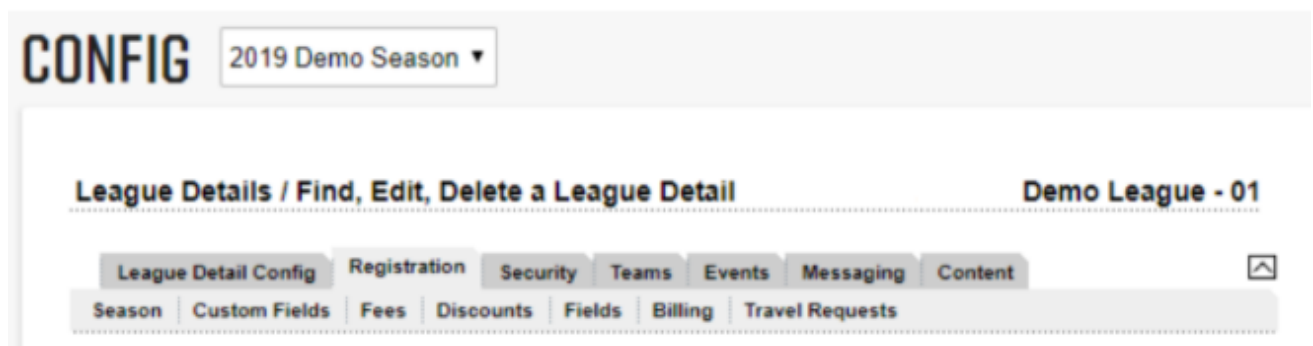 CONFIG 2019 Demo Season
League Details / Find, Edit, Delete a League Detail Demo League - 01
League Detail Config Registration Security Teams Events Messaging Content
Season Custom Fields Fees Discounts Fields Billing Travel Requests